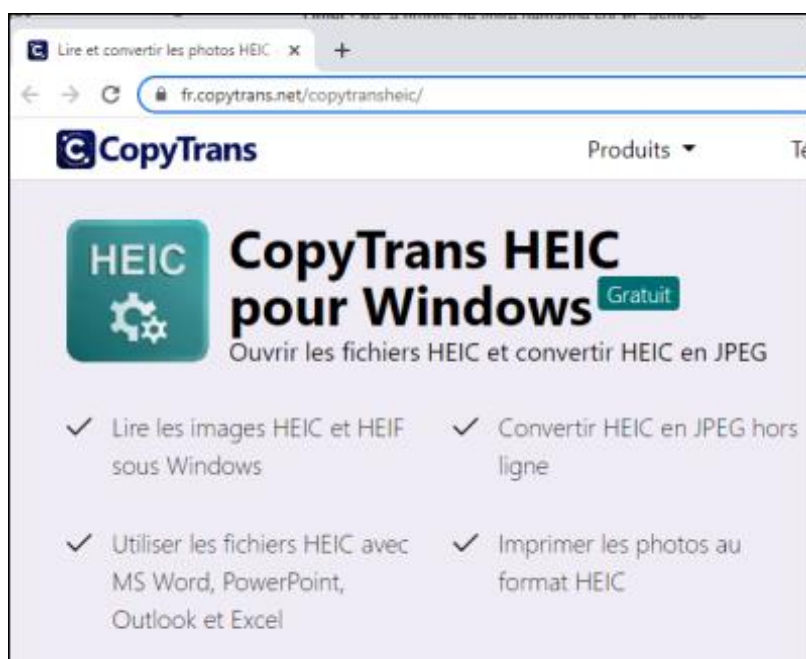 Lire et convertir les photos HEIC
fr.copytrans.net/copytransheic/
CopyTrans
Produits
HEIC
CopyTrans HEIC
pour Windows
Gratuit
Ouvrir les fichiers HEIC et convertir HEIC en JPEG
Lire les images HEIC et HEIF
sous Windows
Convertir HEIC en JPEG hors
ligne
Utiliser les fichiers HEIC avec
MS Word, PowerPoint,
Outlook et Excel
Imprimer les photos au
format HEIC